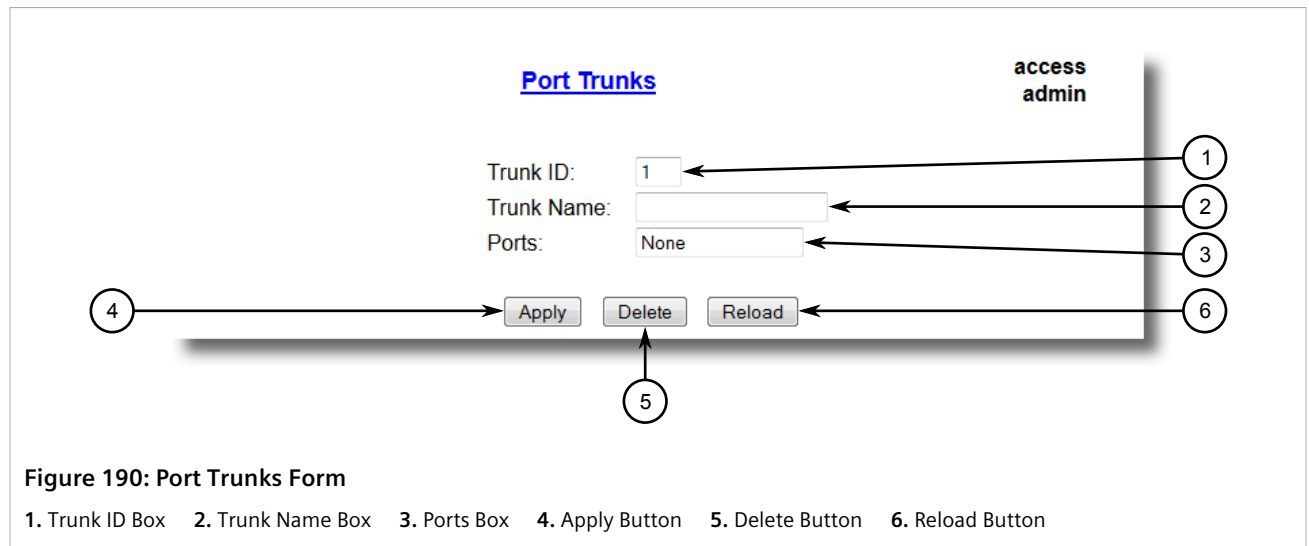 Port Trunks
access
admin
Trunk ID: 1
Trunk Name:
Ports: None
1
2
3
4
Apply Delete Reload
6
5
Figure 190: Port Trunks Form
1. Trunk ID Box 2. Trunk Name Box 3. Ports Box 4. Apply Button 5. Delete Button 6. Reload Button